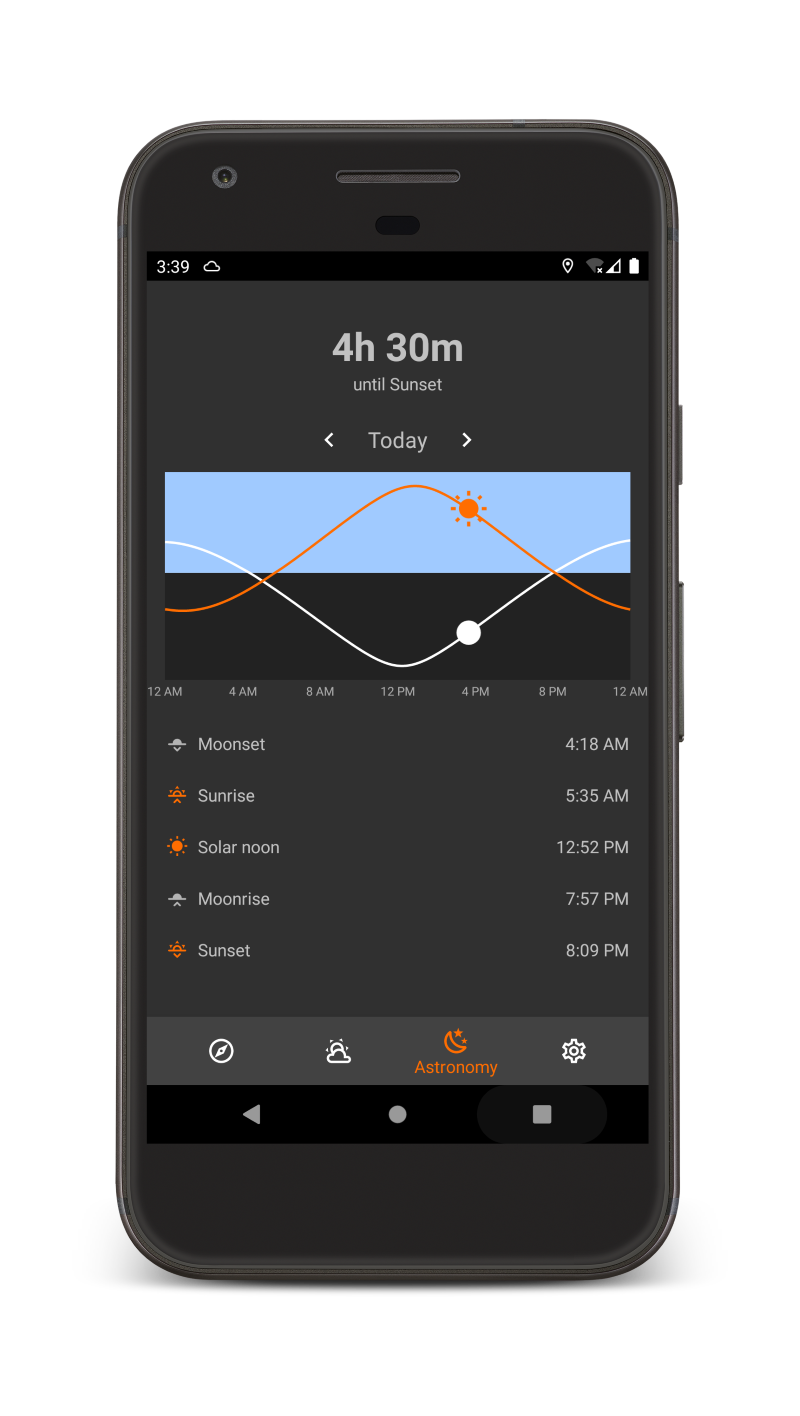 3:39
4h 30m
until Sunset
Today
12 AM 4 AM 8 AM 12 PM 4 PM 8 PM 12 AM
Moonset 4:18 AM
Sunrise 5:35 AM
Solar noon 12:52 PM
Moonrise 7:57 PM
Sunset 8:09 PM
Astronomy